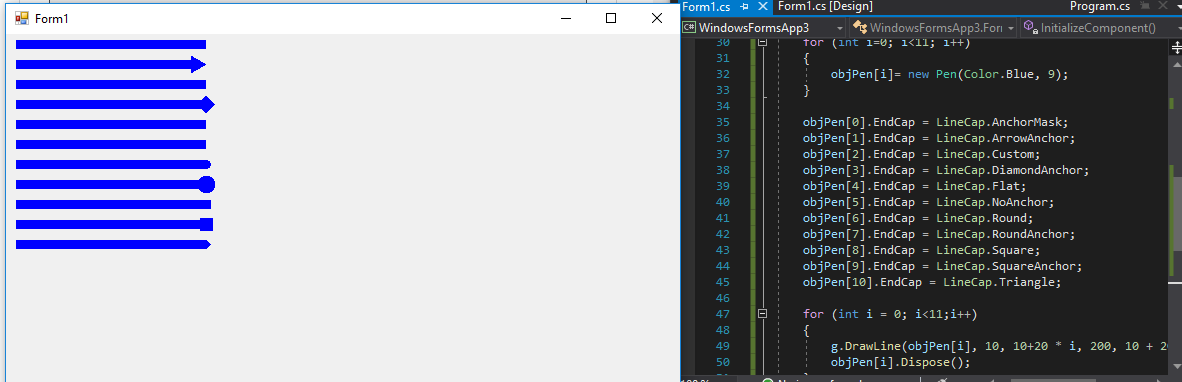 Form1
Form1.cs
Form1.cs [Design]
Program.cs
C# WindowsFormsApp3
WindowsFormsApp3.For
InitializeComponent()
30 for (int i=0; i<11; i++)
31 {
32 objPen[i]= new Pen(Color.Blue, 9);
33 }
34
35 objPen[0].EndCap = LineCap.AnchorMask;
36 objPen[1].EndCap = LineCap.ArrowAnchor;
37 objPen[2].EndCap = LineCap.Custom;
38 objPen[3].EndCap = LineCap.DiamondAnchor;
39 objPen[4].EndCap = LineCap.Flat;
40 objPen[5].EndCap = LineCap.NoAnchor;
41 objPen[6].EndCap = LineCap.Round;
42 objPen[7].EndCap = LineCap.RoundAnchor;
43 objPen[8].EndCap = LineCap.Square;
44 objPen[9].EndCap = LineCap.SquareAnchor;
45 objPen[10].EndCap = LineCap.Triangle;
46
47 for (int i = 0; i<11;i++)
48 {
49 g.DrawLine(objPen[i], 10, 10+20 * i, 200, 10 + 2
50 objPen[i].Dispose();